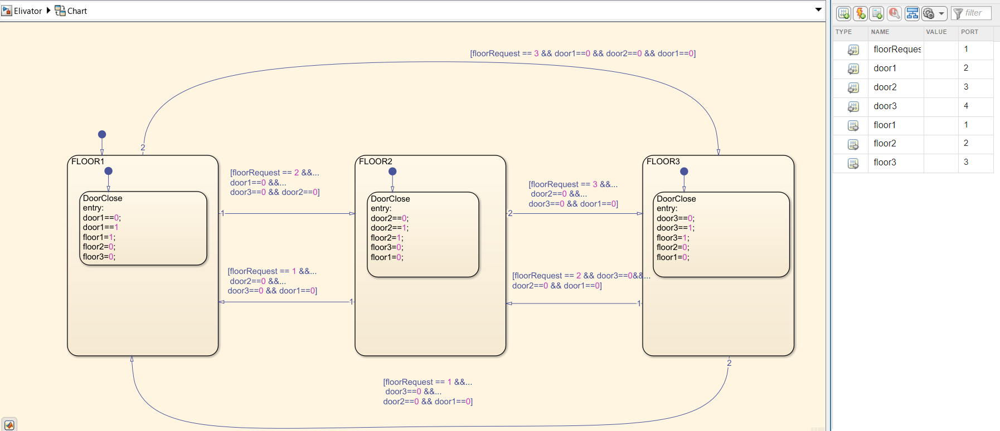 Elivator Chart
[floorRequest == 3 && door1==0 && door2==0 && door1==0]
2
FLOOR1
DoorClose
entry:
door1==0;
door1==1
floor1=1;
floor2=0;
floor3=0;
[floorRequest == 2 &&...
door1==0 &&...
door3==0 && door2==0]
1
[floorRequest == 1 &&...
door2==0 &&...
door3==0 && door1==0]
1
FLOOR2
DoorClose
entry:
door2==0;
door2==1;
floor2=1;
floor3=0;
floor1=0;
[floorRequest == 3 &&...
door2==0 &&...
door3==0 && door1==0]
2
[floorRequest == 2 && door3==0&&...
door2==0 && door1==0]
1
FLOOR3
DoorClose
entry:
door3==0;
door3==1;
floor3=1;
floor2=0;
floor1=0;
2
[floorRequest == 1 &&...
door3==0 &&...
door2==0 && door1==0]
filter
TYPE NAME VALUE PORT
floorReques 1
door1 2
door2 3
door3 4
floor1 1
floor2 2
floor3 3